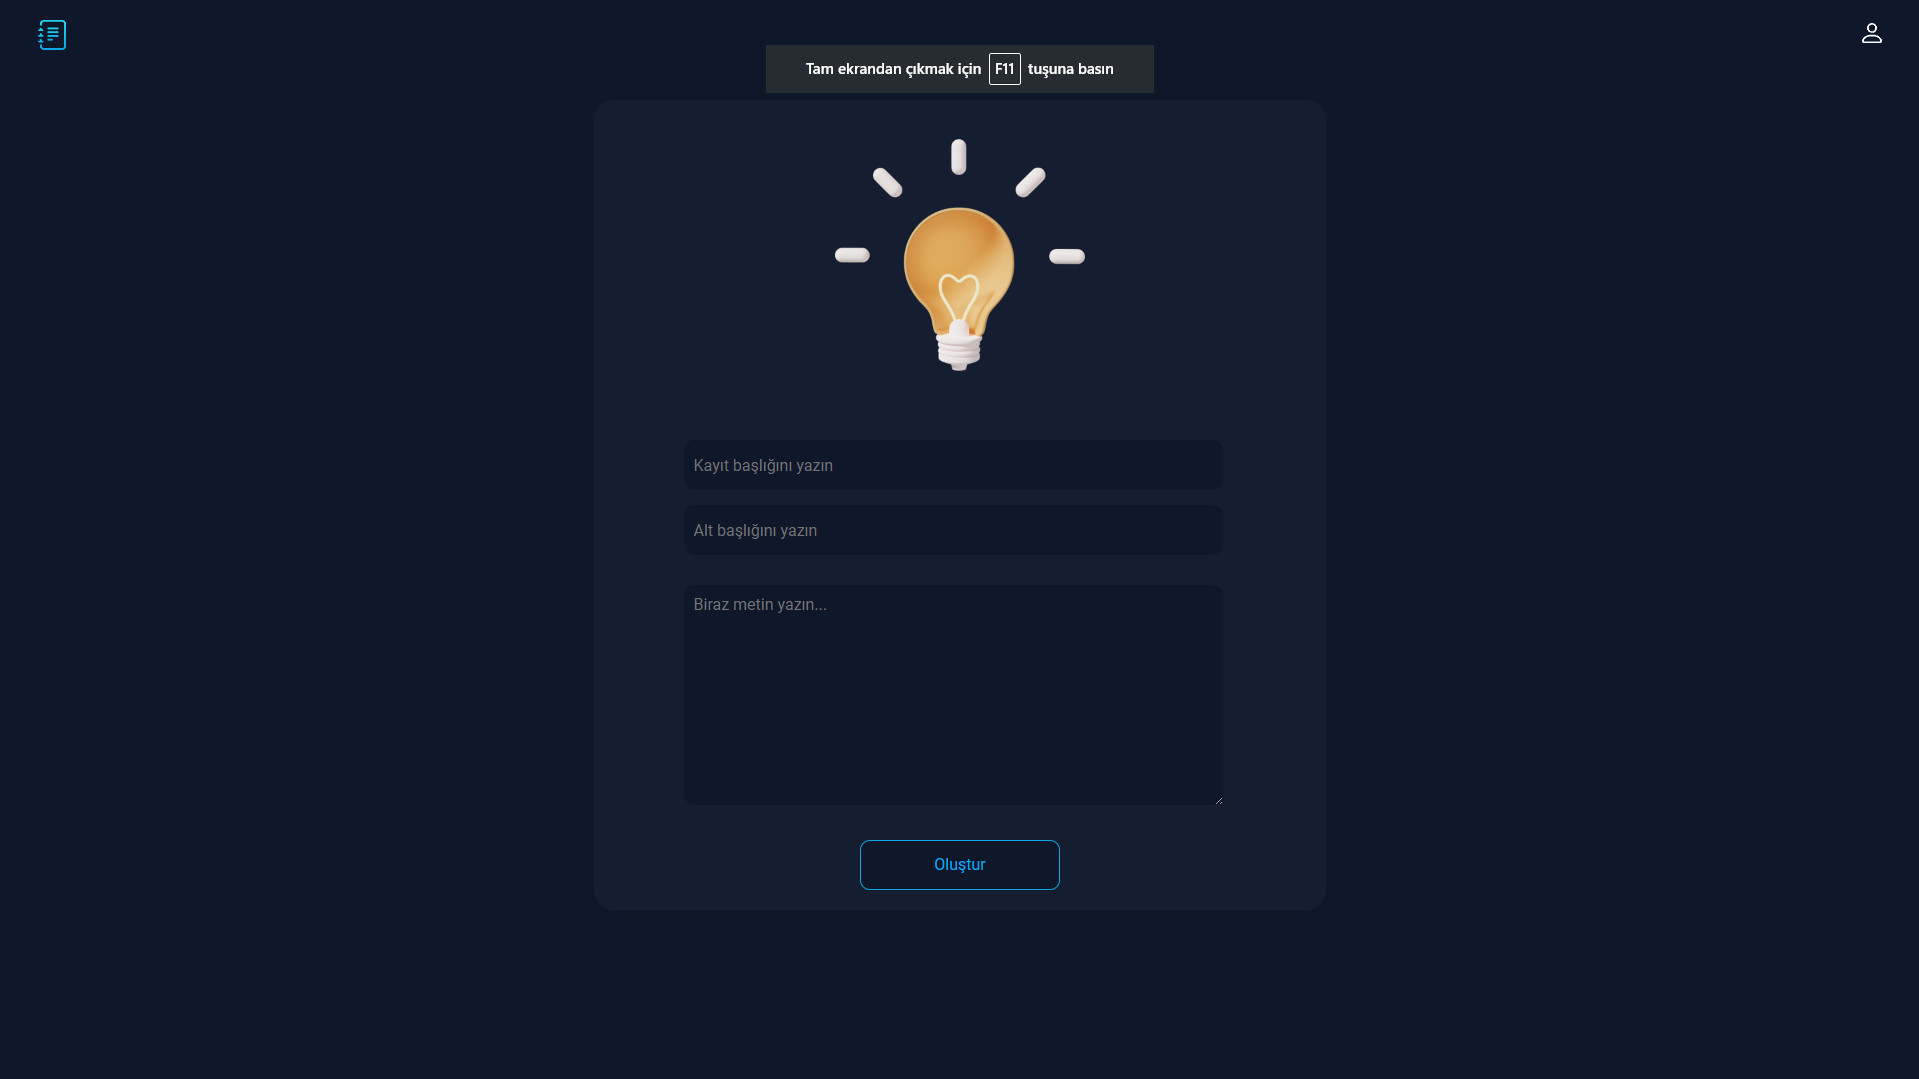 Tam ekrandan çıkmak için F11 tuşuna basın
Kayıt başlığını yazın
Alt başlığını yazın
Biraz metin yazın...
Oluştur